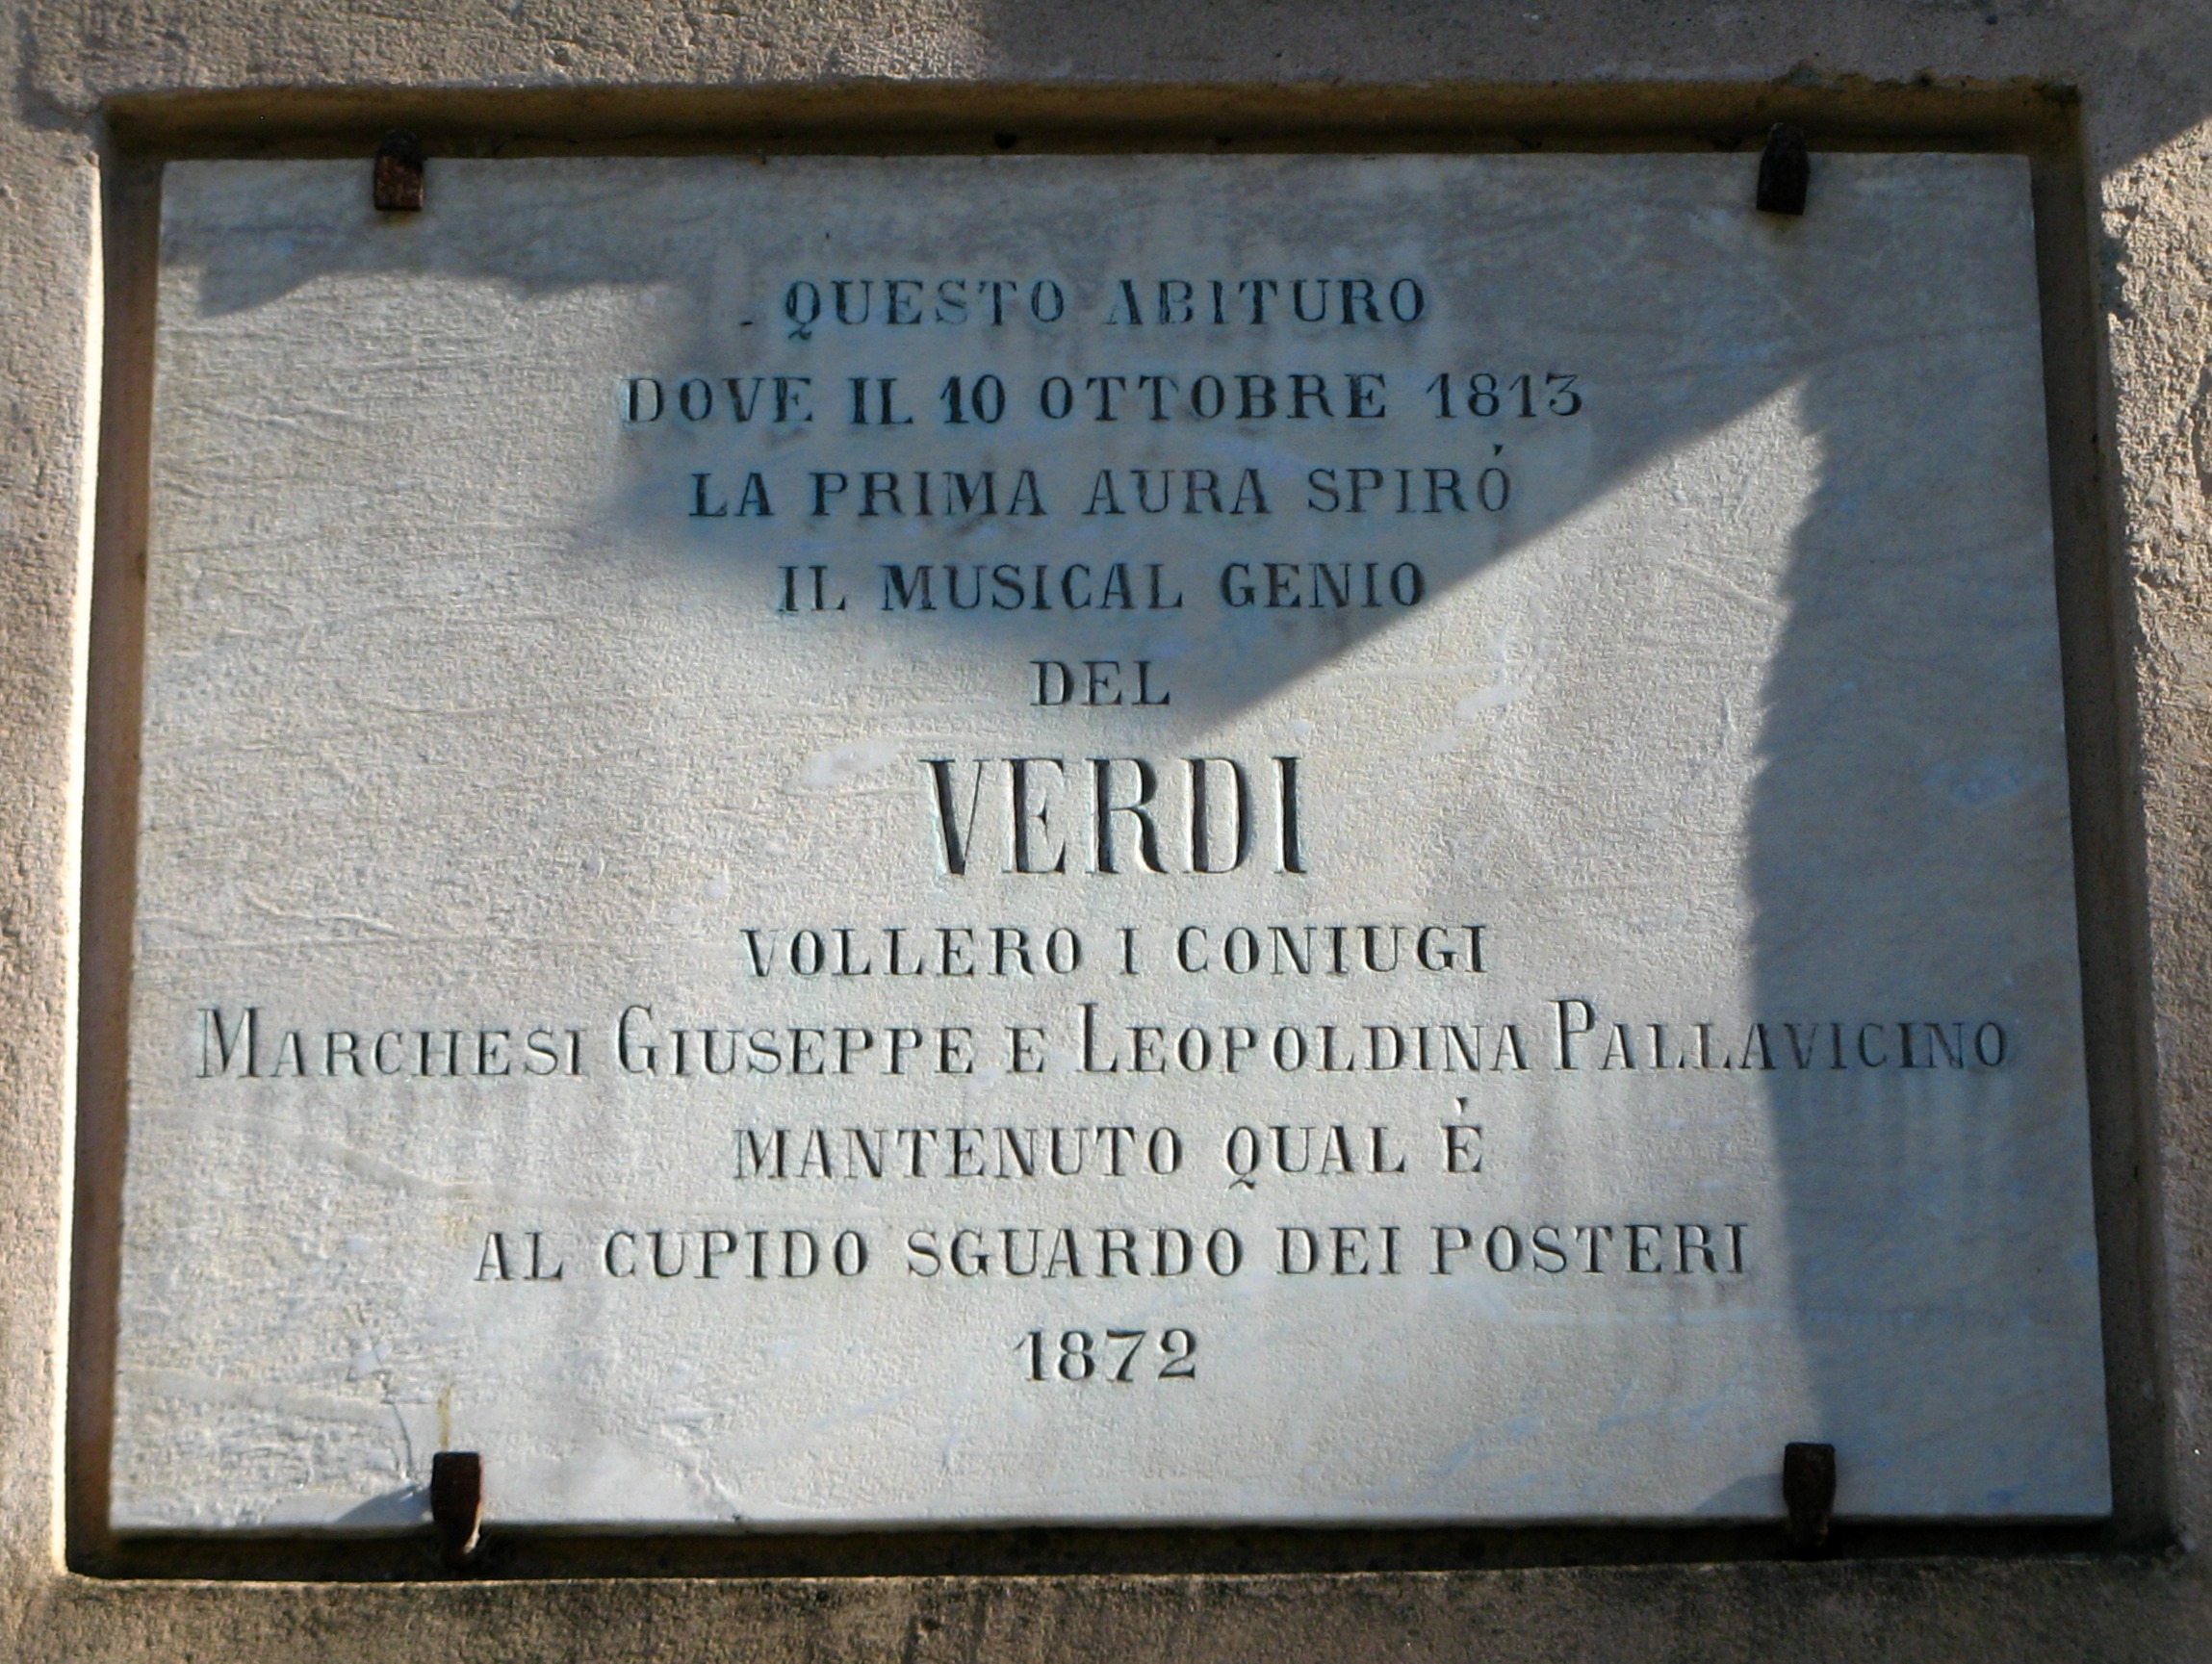 QUESTO ABITURO
DOVE IL 10 OTTOBRE 1813
LA PRIMA AURA SPIRÒ
IL MUSICAL GENIO
DEL
VERDI
VOLLERO I CONIUGI
MARCHESI GIUSEPPE E LEOPOLDINA PALLAVICINO
MANTENUTO QUAL È
AL CUPIDO SGUARDO DEI POSTERI
1872